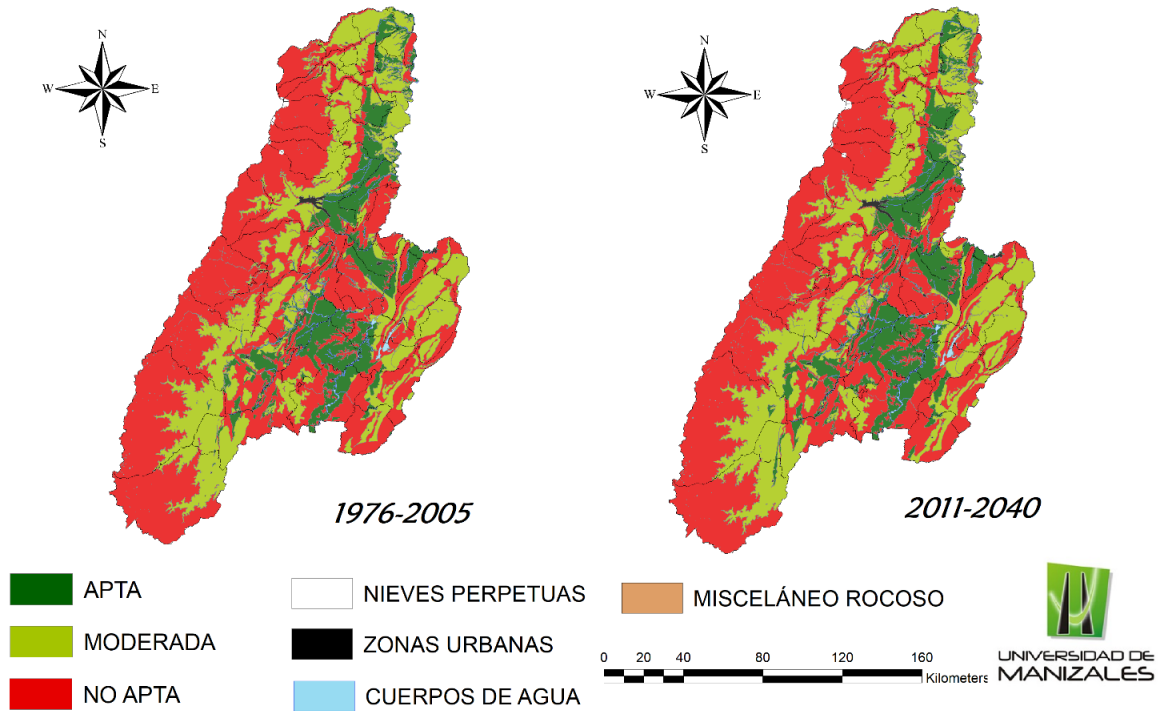 N
W E
S
N
W E
S
1976-2005
2011-2040
APTA
MODERADA
NO APTA
NIEVES PERPETUAS
ZONAS URBANAS
CUERPOS DE AGUA
MISCELÁNEO ROCOSO
0 20 40 80 120 160
Kilometers
UNIVERSIDAD DE
MANIZALES